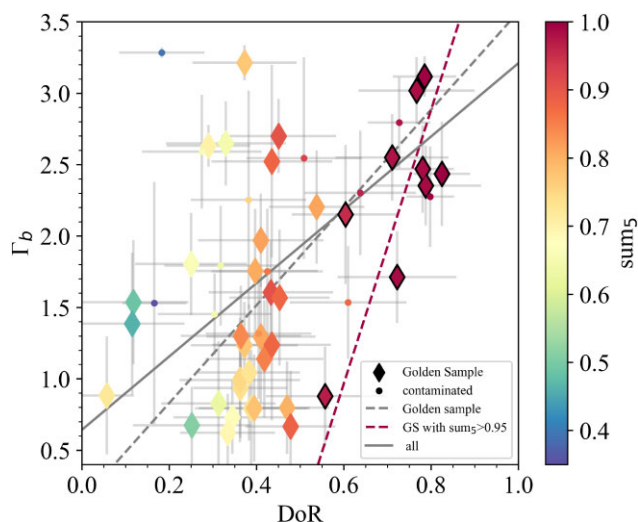 3.5
3.0
2.5
2.0
1.5
1.0
0.5
Γb
0.0
0.2
0.4
0.6
0.8
1.0
DoR
Golden Sample
contaminated
Golden sample
GS with sum5>0.95
all
1.0
0.9
0.8
0.7
0.6
0.5
0.4
sum5